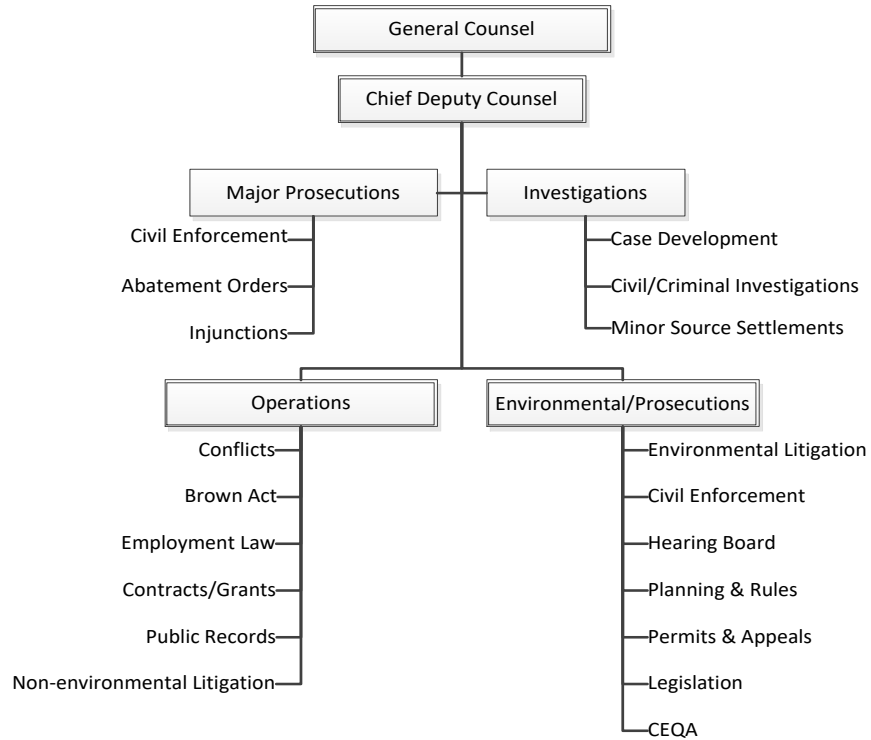 General Counsel
Chief Deputy Counsel
Major Prosecutions
Investigations
Civil Enforcement
Case Development
Abatement Orders
Civil/Criminal Investigations
Injunctions
Minor Source Settlements
Operations
Environmental/Prosecutions
Conflicts
Environmental Litigation
Brown Act
Civil Enforcement
Employment Law
Hearing Board
Contracts/Grants
Planning & Rules
Public Records
Permits & Appeals
Non-environmental Litigation
Legislation
CEQA